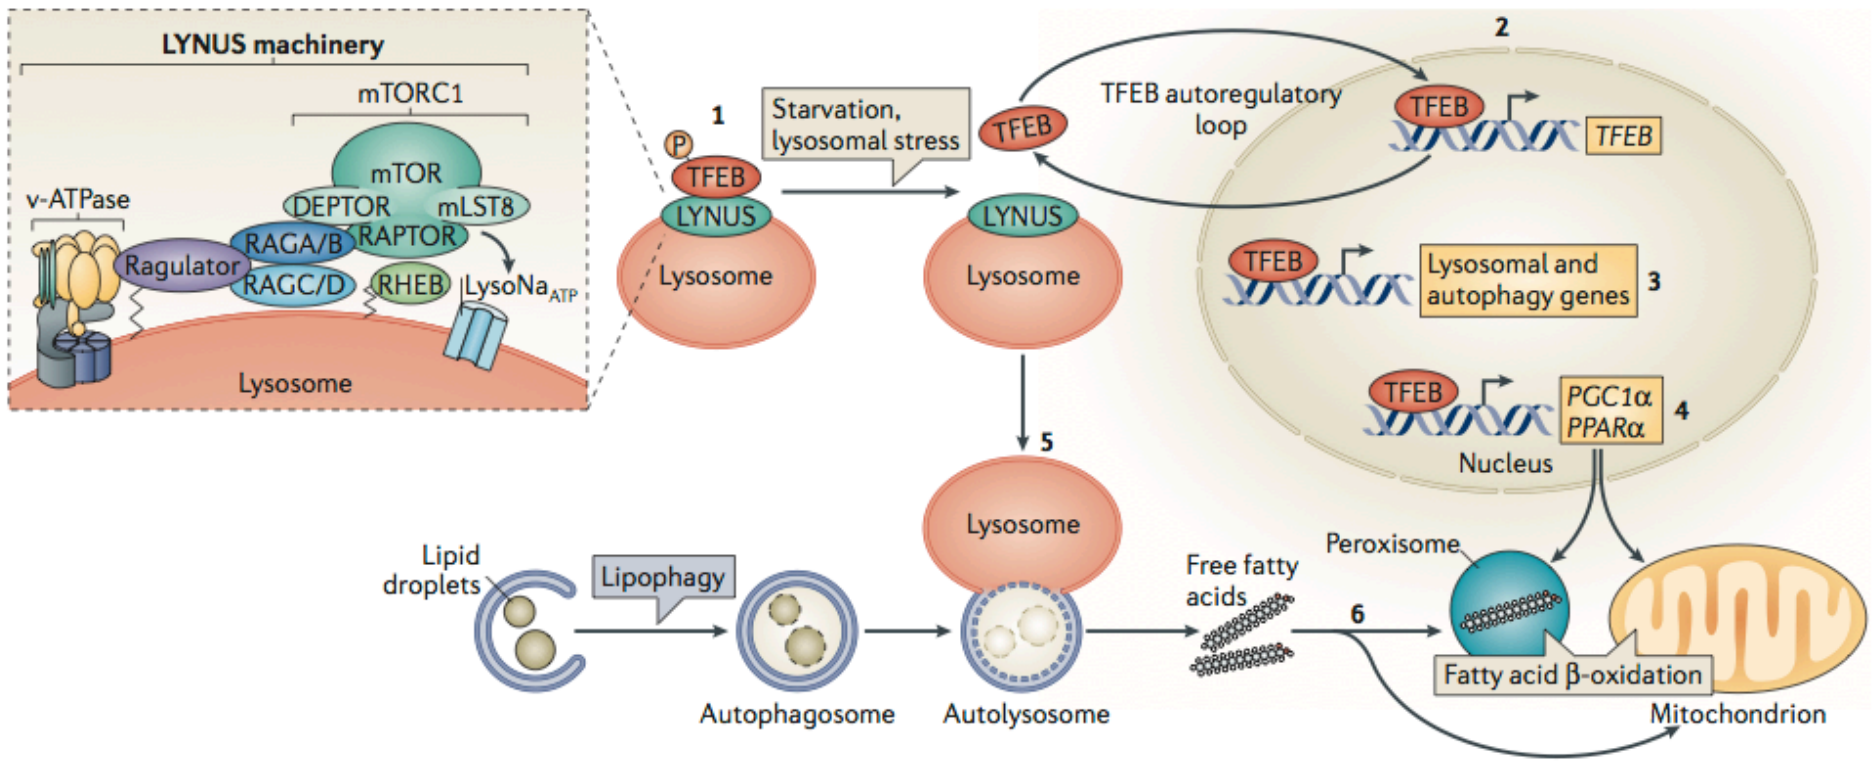 LYNUS machinery
mTORC1
mTOR
DEPTOR
mLST8
v-ATPase
RAGA/B
RAPTOR
Ragulator
RAGC/D
RHEB
LysoNaATP
Lysosome
1
P
TFEB
LYNUS
Lysosome
Starvation,
lysosomal stress
TFEB
LYNUS
Lysosome
TFEB autoregulatory
loop
2
TFEB
TFEB
TFEB
Lysosomal and
autophagy genes
3
TFEB
PGC1α
PPARα
4
Nucleus
5
Lysosome
Lipid
droplets
Lipophagy
Autophagosome
Autolysosome
Free fatty
acids
6
Peroxisome
Fatty acid β-oxidation
Mitochondrion